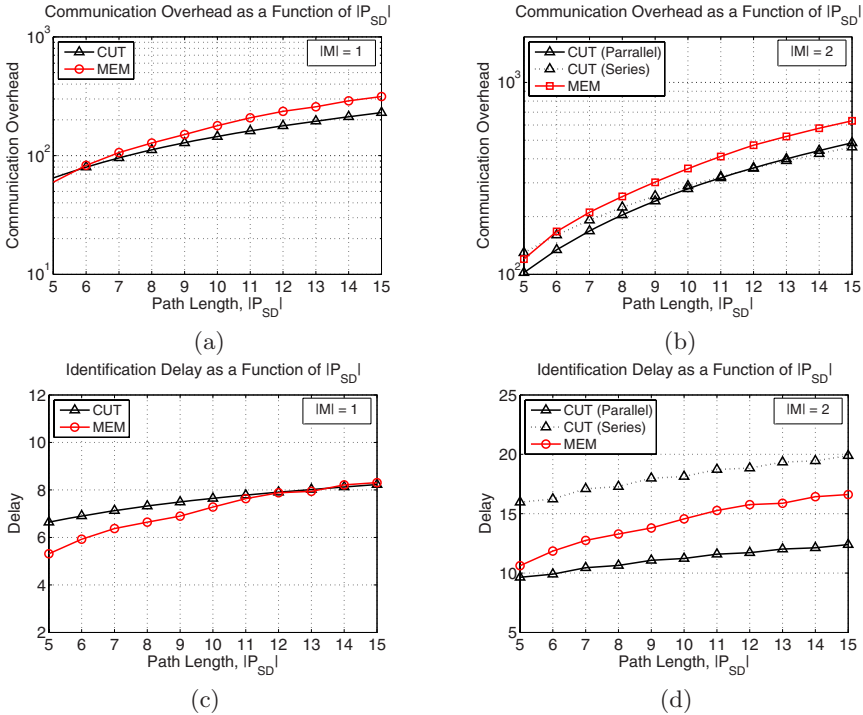 Communication Overhead as a Function of |P_SD|
10^3
10^2
10^1
Communication Overhead
CUT
MEM
|M| = 1
5 6 7 8 9 10 11 12 13 14 15
Path Length, |P_SD|
(a)
Communication Overhead as a Function of |P_SD|
10^3
10^2
Communication Overhead
CUT (Parrallel)
CUT (Series)
MEM
|M| = 2
5 6 7 8 9 10 11 12 13 14 15
Path Length, |P_SD|
(b)
Identification Delay as a Function of |P_SD|
12
10
8
6
4
2
Delay
CUT
MEM
|M| = 1
5 6 7 8 9 10 11 12 13 14 15
Path Length, |P_SD|
(c)
Identification Delay as a Function of |P_SD|
25
20
15
10
5
Delay
CUT (Parallel)
CUT (Series)
MEM
|M| = 2
5 6 7 8 9 10 11 12 13 14 15
Path Length, |P_SD|
(d)